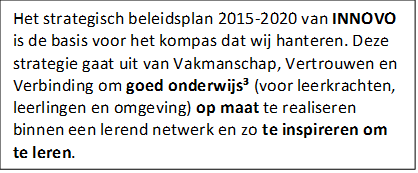 Het strategisch beleidsplan 2015-2020 van INNOVO
is de basis voor het kompas dat wij hanteren. Deze
strategie gaat uit van Vakmanschap, Vertrouwen en
Verbinding om goed onderwijs³ (voor leerkrachten,
leerlingen en omgeving) op maat te realiseren
binnen een lerend netwerk en zo te inspireren om
te leren.